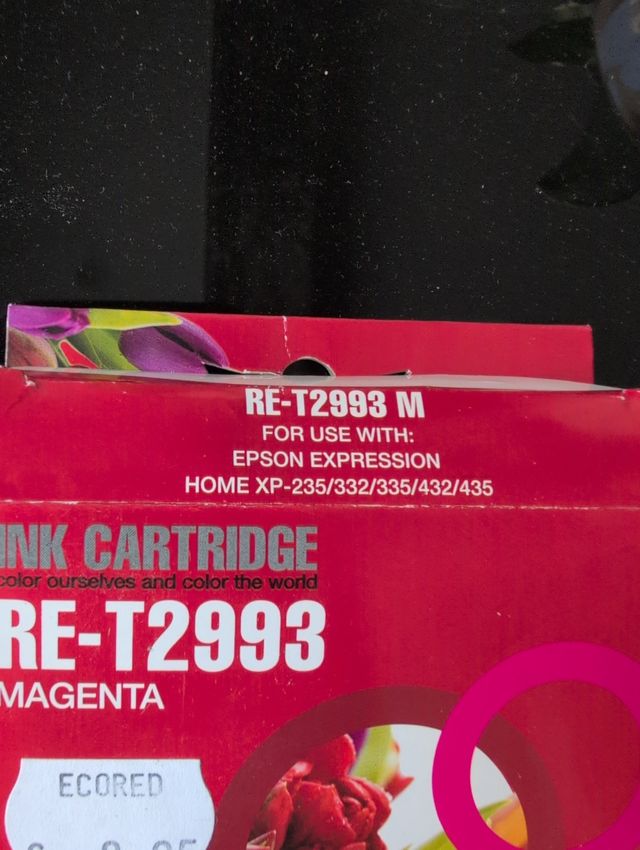 RE-T2993 M
FOR USE WITH:
EPSON EXPRESSION
HOME XP-235/332/335/432/435
INK CARTRIDGE
color ourselves and color the world
RE-T2993
MAGENTA
ECORED